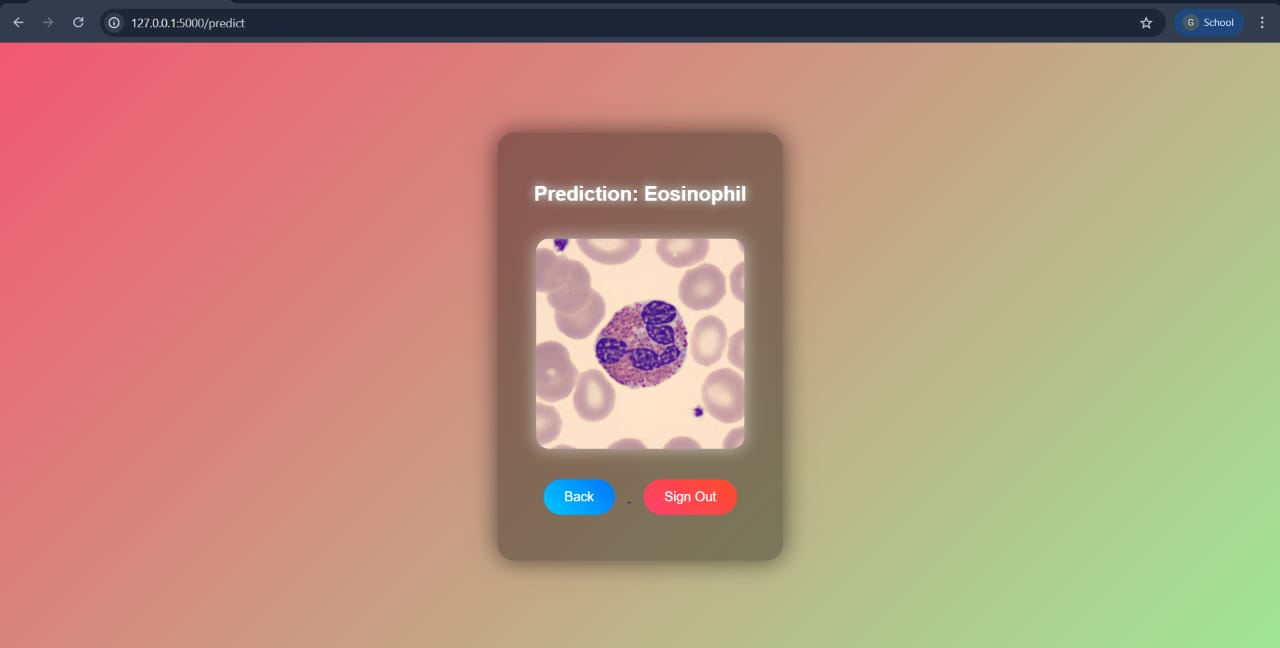 127.0.0.1:5000/predict
G School
Prediction: Eosinophil
Back - Sign Out